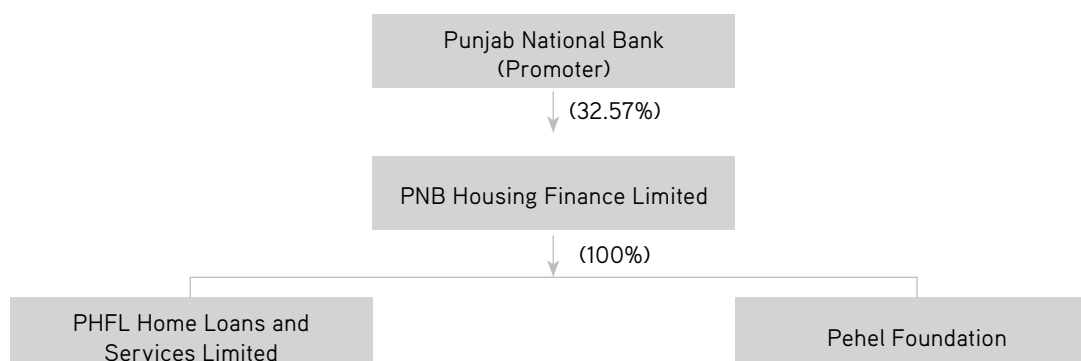 Punjab National Bank
(Promoter)
(32.57%)
PNB Housing Finance Limited
(100%)
PHFL Home Loans and
Services Limited
Pehel Foundation